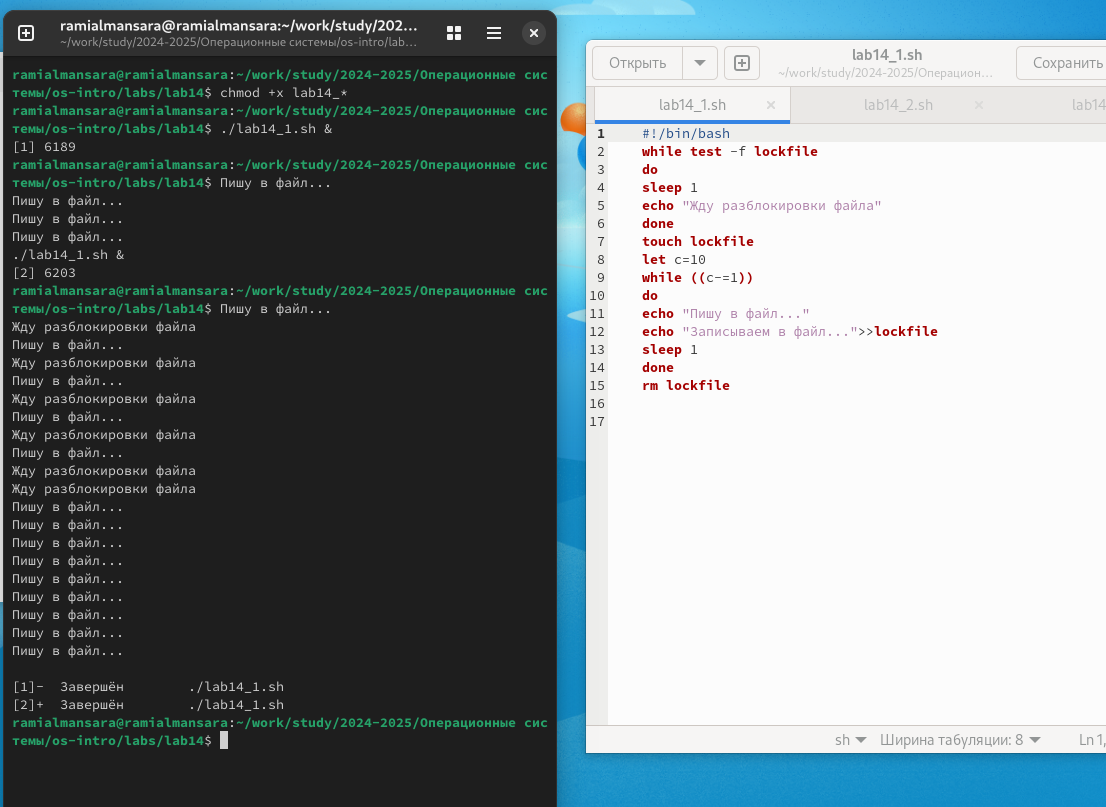 ramialmansara@ramialmansara:~/work/study/202...
~/work/study/2024-2025/Операционные системы/os-intro/lab...
ramialmansara@ramialmansara:~/work/study/2024-2025/Операционные сис
темы/os-intro/labs/lab14$ chmod +x lab14_*
ramialmansara@ramialmansara:~/work/study/2024-2025/Операционные сис
темы/os-intro/labs/lab14$ ./lab14_1.sh &
[1] 6189
ramialmansara@ramialmansara:~/work/study/2024-2025/Операционные сис
темы/os-intro/labs/lab14$ Пишу в файл...
Пишу в файл...
Пишу в файл...
Пишу в файл...
./lab14_1.sh &
[2] 6203
ramialmansara@ramialmansara:~/work/study/2024-2025/Операционные сис
темы/os-intro/labs/lab14$ Пишу в файл...
Жду разблокировки файла
Пишу в файл...
Жду разблокировки файла
Пишу в файл...
Жду разблокировки файла
Пишу в файл...
Жду разблокировки файла
Пишу в файл...
Жду разблокировки файла
Жду разблокировки файла
Пишу в файл...
Пишу в файл...
Пишу в файл...
Пишу в файл...
Пишу в файл...
Пишу в файл...
Пишу в файл...
Пишу в файл...
Пишу в файл...
[1]-  Завершён        ./lab14_1.sh
[2]+  Завершён        ./lab14_1.sh
ramialmansara@ramialmansara:~/work/study/2024-2025/Операционные сис
темы/os-intro/labs/lab14$
Открыть
lab14_1.sh
~/work/study/2024-2025/Операцион...
Сохранить
lab14_1.sh
lab14_2.sh
lab14
1 #!/bin/bash
2 while test -f lockfile
3 do
4 sleep 1
5 echo "Жду разблокировки файла"
6 done
7 touch lockfile
8 let c=10
9 while ((c-=1))
10 do
11 echo "Пишу в файл..."
12 echo "Записываем в файл...">>lockfile
13 sleep 1
14 done
15 rm lockfile
16
17
sh Ширина табуляции: 8 Ln 1,